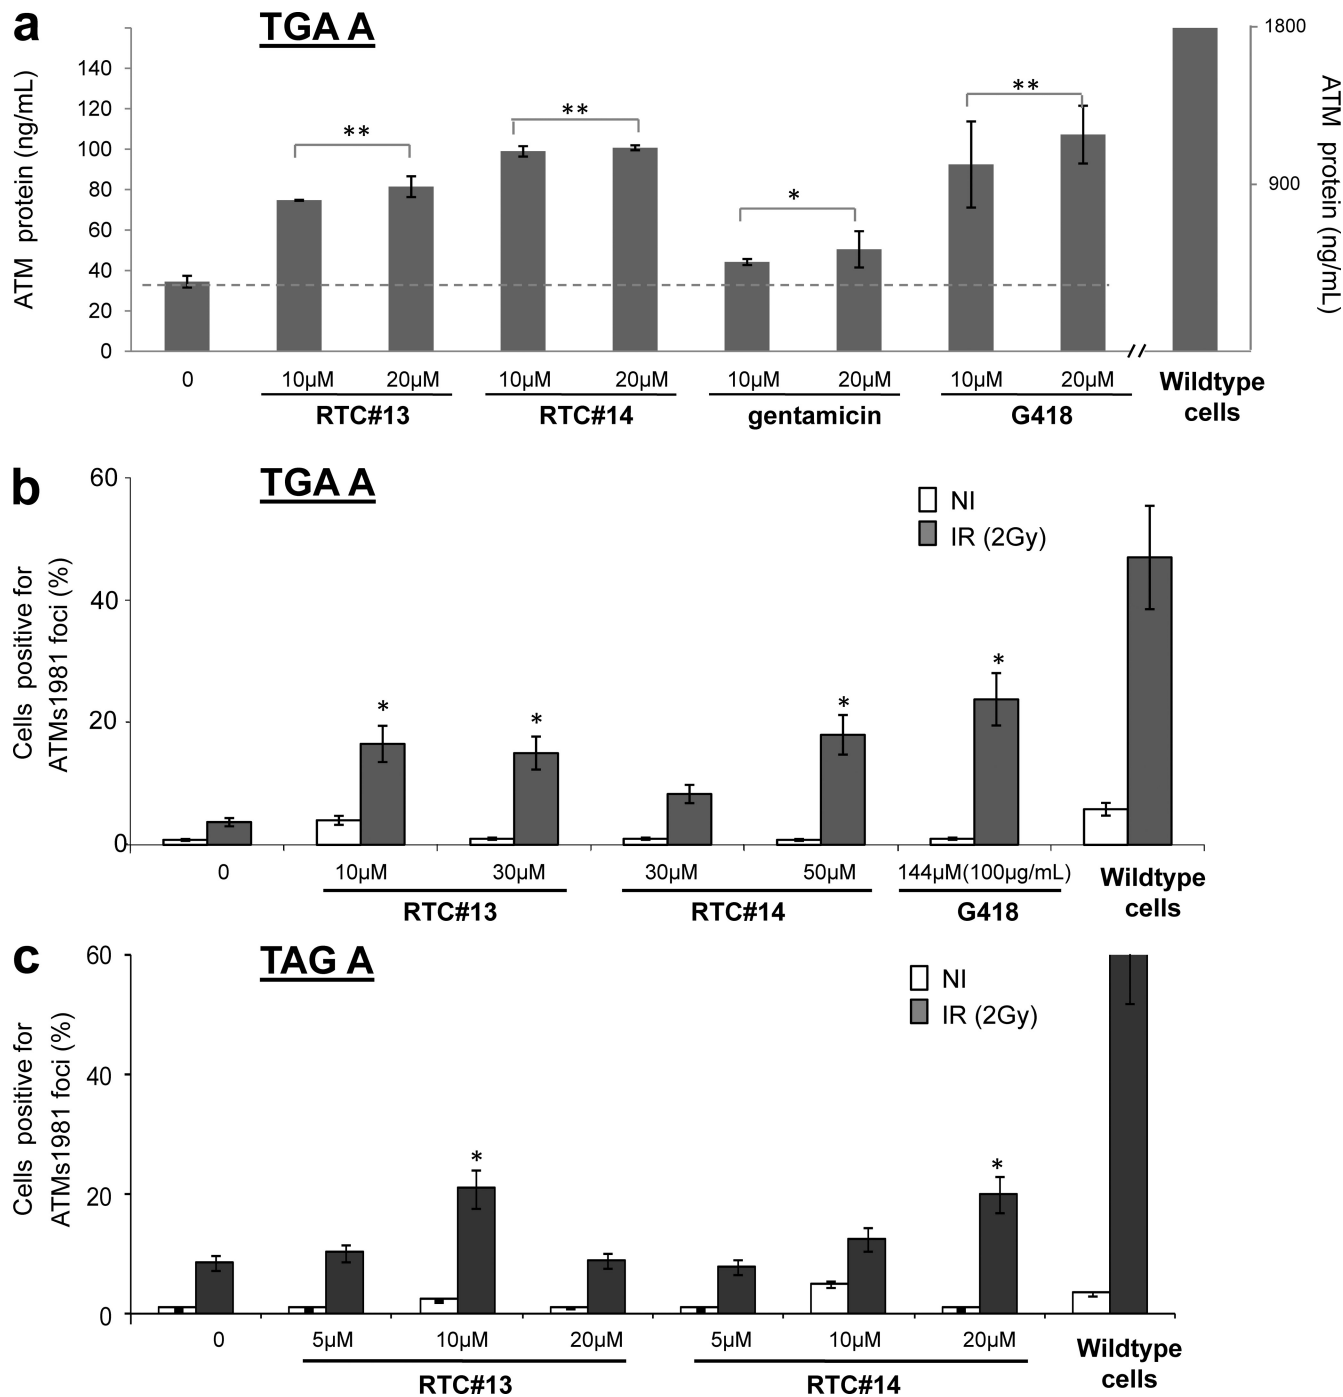 a
TGA A
ATM protein (ng/mL)
140
120
100
80
60
40
20
0
**
**
*
**
1800
900
ATM protein (ng/mL)
0
10µM 20µM
RTC#13
10µM 20µM
RTC#14
10µM 20µM
gentamicin
10µM 20µM
G418
Wildtype
cells
b
TGA A
Cells positive for
ATMs1981 foci (%)
60
40
20
0
NI
IR (2Gy)
*
*
*
*
0
10µM 30µM
RTC#13
30µM 50µM
RTC#14
144µM(100µg/mL)
G418
Wildtype
cells
c
TAG A
Cells positive for
ATMs1981 foci (%)
60
40
20
0
NI
IR (2Gy)
*
*
0
5µM 10µM 20µM
RTC#13
5µM 10µM 20µM
RTC#14
Wildtype
cells